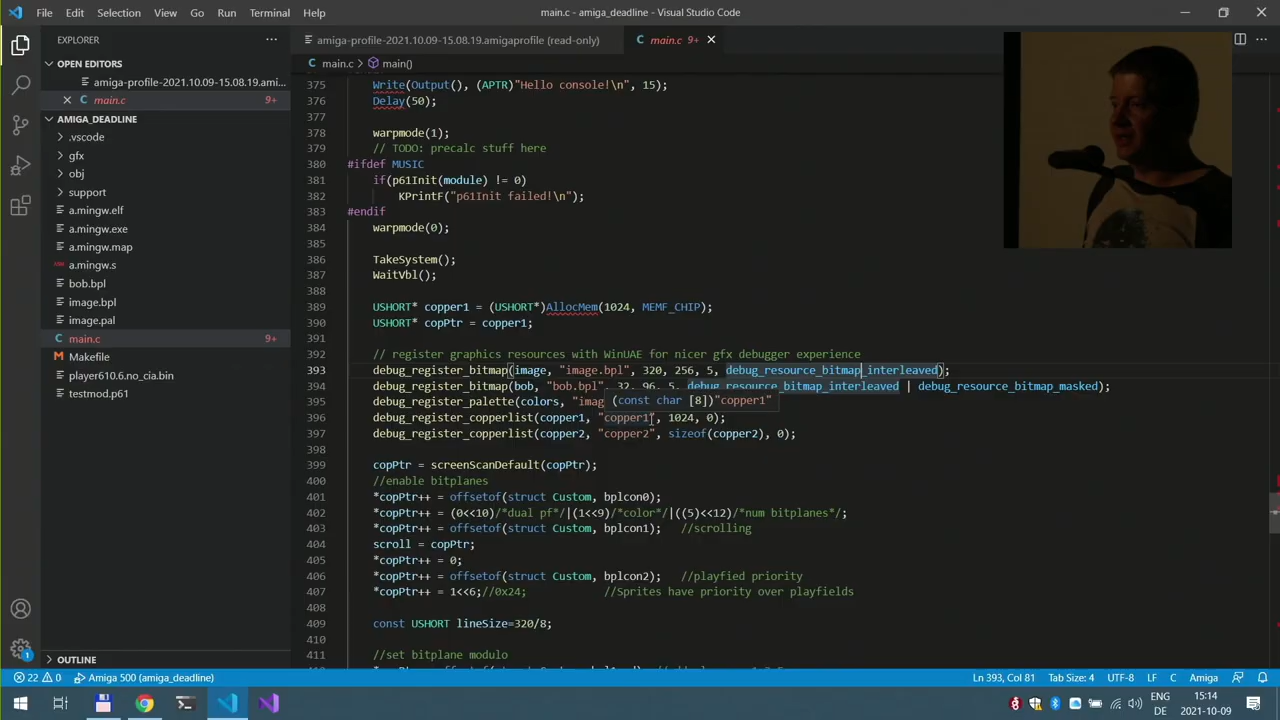 File Edit Selection View Go Run Terminal Help
main.c - amiga_deadline - Visual Studio Code
EXPLORER
amiga-profile-2021.10.09-15.08.19.amigaprofile (read-only)
main.c 9+
OPEN EDITORS
main.c > main()
amiga-profile-2021.10.09-15.08.19.ami...
main.c 9+
AMIGA_DEADLINE
.vscode
gfx
obj
support
a.mingw.elf
a.mingw.exe
a.mingw.map
a.mingw.s
bob.bpl
image.bpl
image.pal
main.c 9+
Makefile
player610.6.no_cia.bin
testmod.p61
OUTLINE
375 Write(Output(), (APTR)"Hello console!\n", 15);
376 Delay(50);
377
378 warpmode(1);
379 // TODO: precalc stuff here
380 #ifdef MUSIC
381 if(p61Init(module) != 0)
382 KPrintF("p61Init failed!\n");
383 #endif
384 warpmode(0);
385
386 TakeSystem();
387 WaitVbl();
389 USHORT* copper1 = (USHORT*)AllocMem(1024, MEMF_CHIP);
390 USHORT* copPtr = copper1;
391
392 // register graphics resources with WinUAE for nicer gfx debugger experience
393 debug_register_bitmap(image, "image.bpl", 320, 256, 5, debug_resource_bitmap_interleaved);
394 debug_register_bitmap(bob, "bob.bpl", 32, 96, 5, debug_resource_bitmap_interleaved | debug_resource_bitmap_masked);
395 debug_register_palette(colors, "imag
(const char [8])"copper1"
396 debug_register_copperlist(copper1, "copper1", 1024, 0);
397 debug_register_copperlist(copper2, "copper2", sizeof(copper2), 0);
398
399 copPtr = screenScanDefault(copPtr);
400 //enable bitplanes
401 *copPtr++ = offsetof(struct Custom, bplcon0);
402 *copPtr++ = (0<<10)/*dual pf*/|(1<<9)/*color*/|((5)<<12)/*num bitplanes*/;
403 *copPtr++ = offsetof(struct Custom, bplcon1); //scrolling
404 scroll = copPtr;
405 *copPtr++ = 0;
406 *copPtr++ = offsetof(struct Custom, bplcon2); //playfied priority
407 *copPtr++ = 1<<6;//0x24; //Sprites have priority over playfields
408
409 const USHORT lineSize=320/8;
410
411 //set bitplane modulo
22 0 Amiga 500 (amiga_deadline)
Ln 393, Col 81 Tab Size: 4 UTF-8 LF C Amiga
1
ENG
DE
15:14
2021-10-09